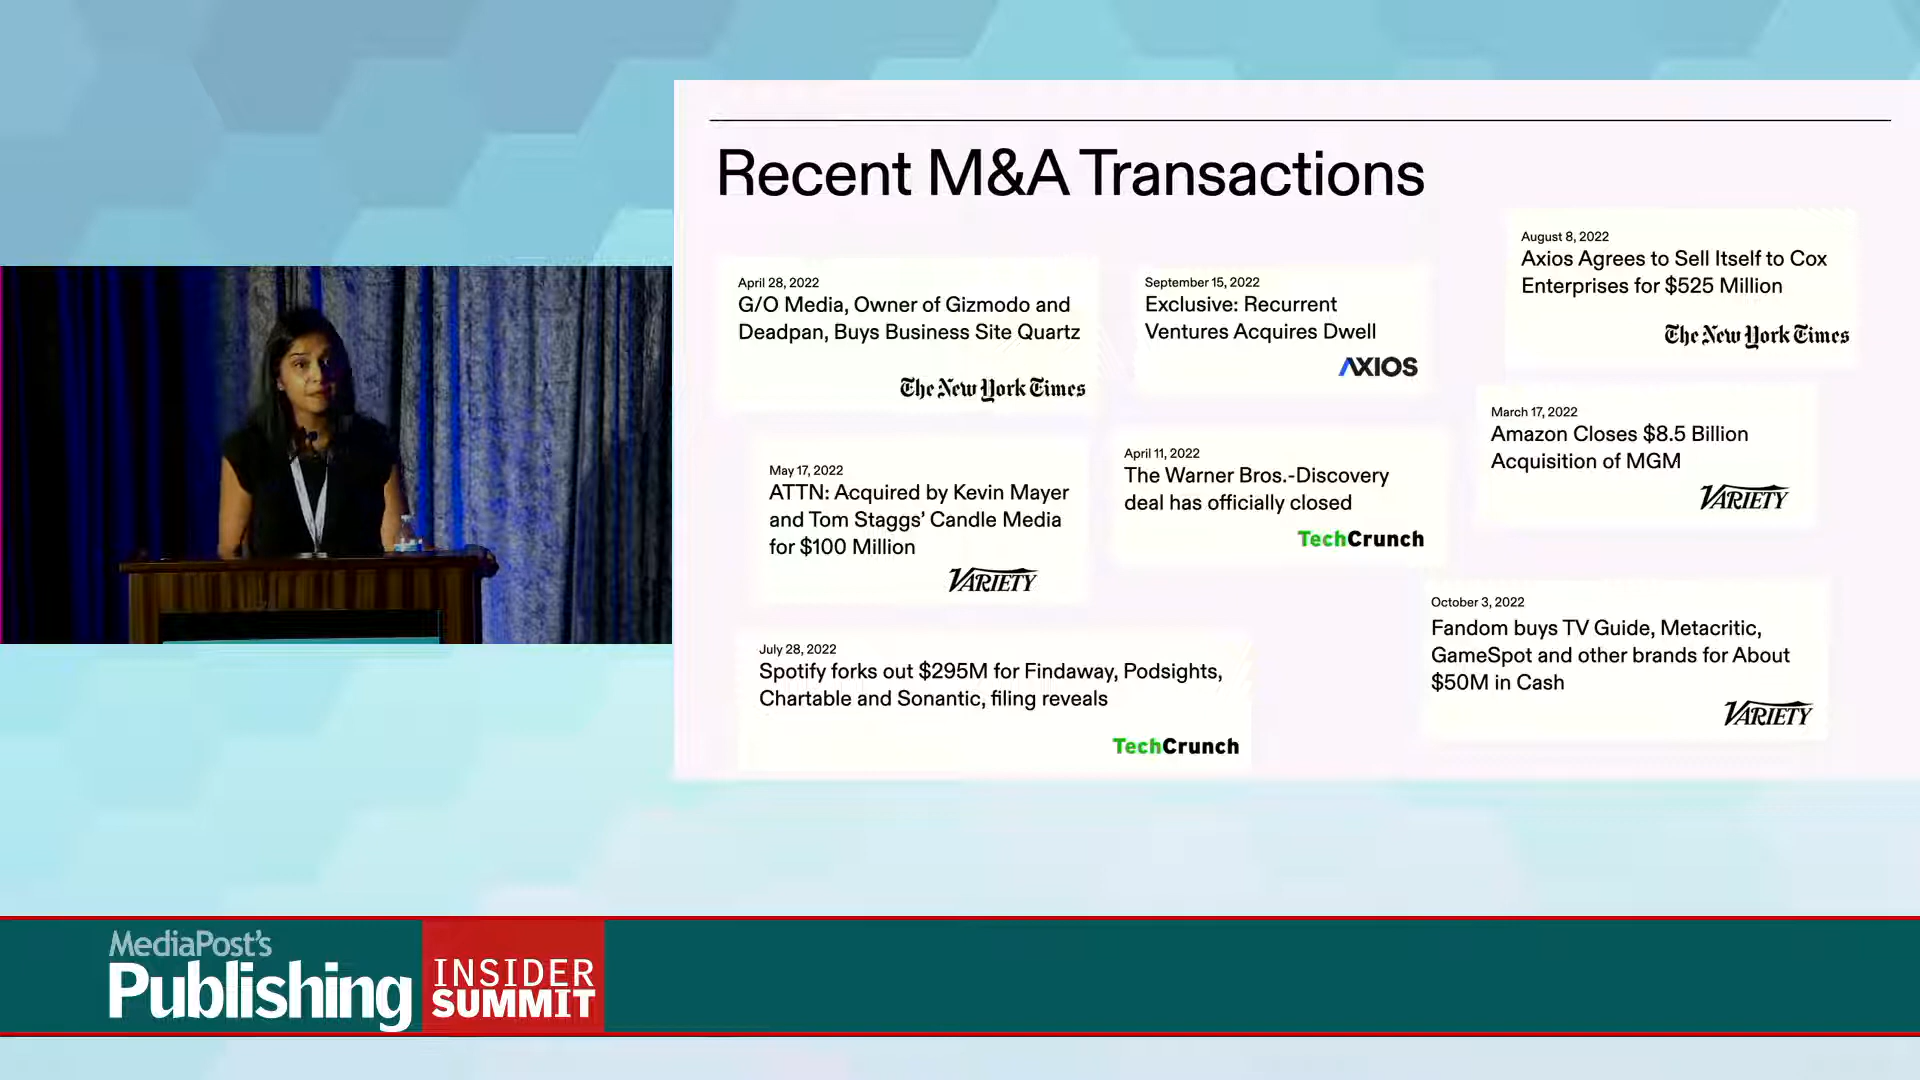 Recent M&A Transactions
April 28, 2022
G/O Media, Owner of Gizmodo and
Deadpan, Buys Business Site Quartz
The New York Times
September 15, 2022
Exclusive: Recurrent
Ventures Acquires Dwell
AXIOS
August 8, 2022
Axios Agrees to Sell Itself to Cox
Enterprises for $525 Million
The New York Times
May 17, 2022
ATTN: Acquired by Kevin Mayer
and Tom Staggs’ Candle Media
for $100 Million
VARIETY
April 11, 2022
The Warner Bros.-Discovery
deal has officially closed
TechCrunch
March 17, 2022
Amazon Closes $8.5 Billion
Acquisition of MGM
VARIETY
July 28, 2022
Spotify forks out $295M for Findaway, Podsights,
Chartable and Sonantic, filing reveals
TechCrunch
October 3, 2022
Fandom buys TV Guide, Metacritic,
GameSpot and other brands for About
$50M in Cash
VARIETY
MediaPost’s
Publishing
INSIDER
SUMMIT